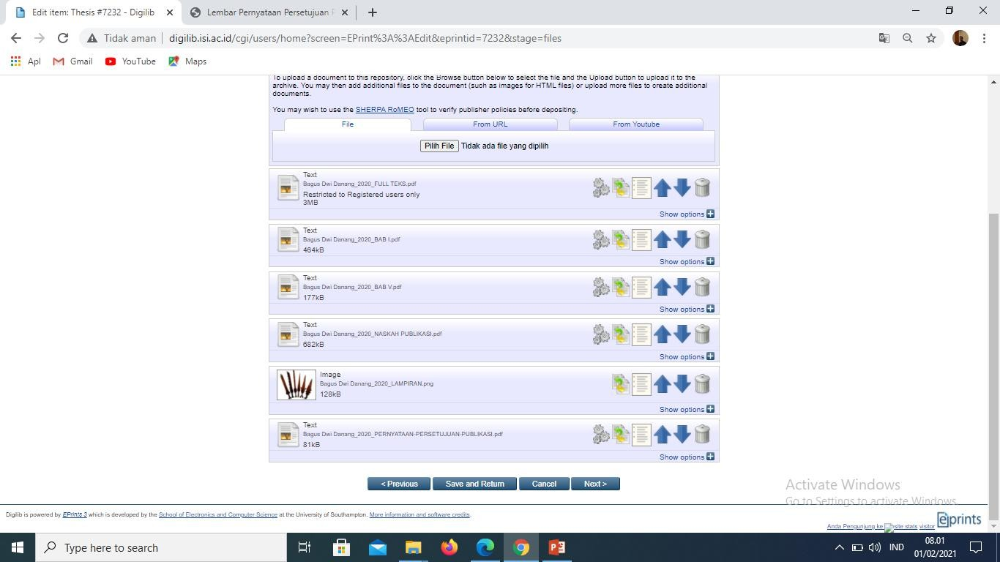 Edit item: Thesis #7232 - Digilib
Lembar Pernyataan Persetujuan P
Tidak aman
digilib.isi.ac.id/cgi/users/home?screen=EPrint%3A%3AEdit&eprintid=7232&stage=files
Apl
Gmail
YouTube
Maps
To upload a document to this repository, click the Browse button below to select the file and the Upload button to upload it to the
archive. You may then add additional files to the document (such as images for HTML files) or upload more files to create additional
documents.
You may wish to use the SHERPA RoMEO tool to verify publisher policies before depositing.
File
From URL
From Youtube
Pilih File Tidak ada file yang dipilih
Text
Bagus Dwi Danang_2020_FULL TEKS.pdf
Restricted to Registered users only
3MB
Show options
Text
Bagus Dwi Danang_2020_BAB I.pdf
464kB
Show options
Text
Bagus Dwi Danang_2020_BAB V.pdf
177kB
Show options
Text
Bagus Dwi Danang_2020_NASKAH PUBLIKASI.pdf
682kB
Show options
Image
Bagus Dwi Danang_2020_LAMPIRAN.png
128kB
Show options
Text
Bagus Dwi Danang_2020_PERNYATAAN-PERSETUJUAN-PUBLIKASI.pdf
81kB
Show options
< Previous
Save and Return
Cancel
Next >
Activate Windows
Go to Settings to activate Windows.
Digilib is powered by EPrints 3 which is developed by the School of Electronics and Computer Science at the University of Southampton. More information and software credits.
Anda Pengunjung ke site stats visitor
eprints
Type here to search
IND
08.01
01/02/2021